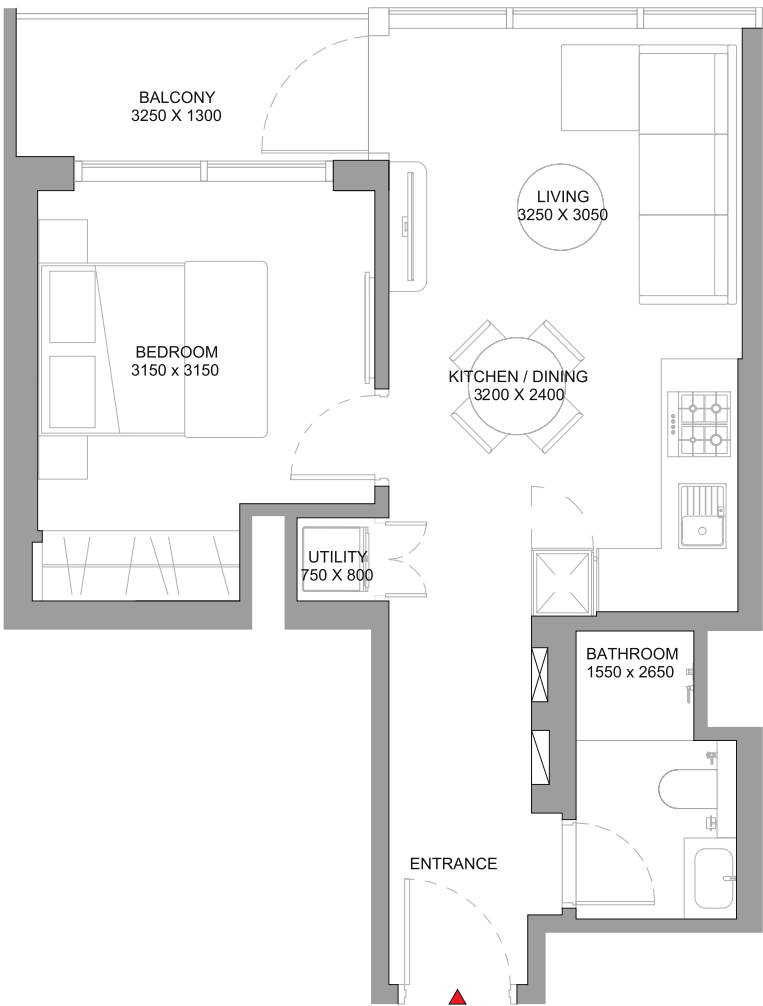 BALCONY
3250 X 1300
LIVING
3250 X 3050
BEDROOM
3150 x 3150
KITCHEN / DINING
3200 X 2400
UTILITY
750 X 800
BATHROOM
1550 x 2650
ENTRANCE